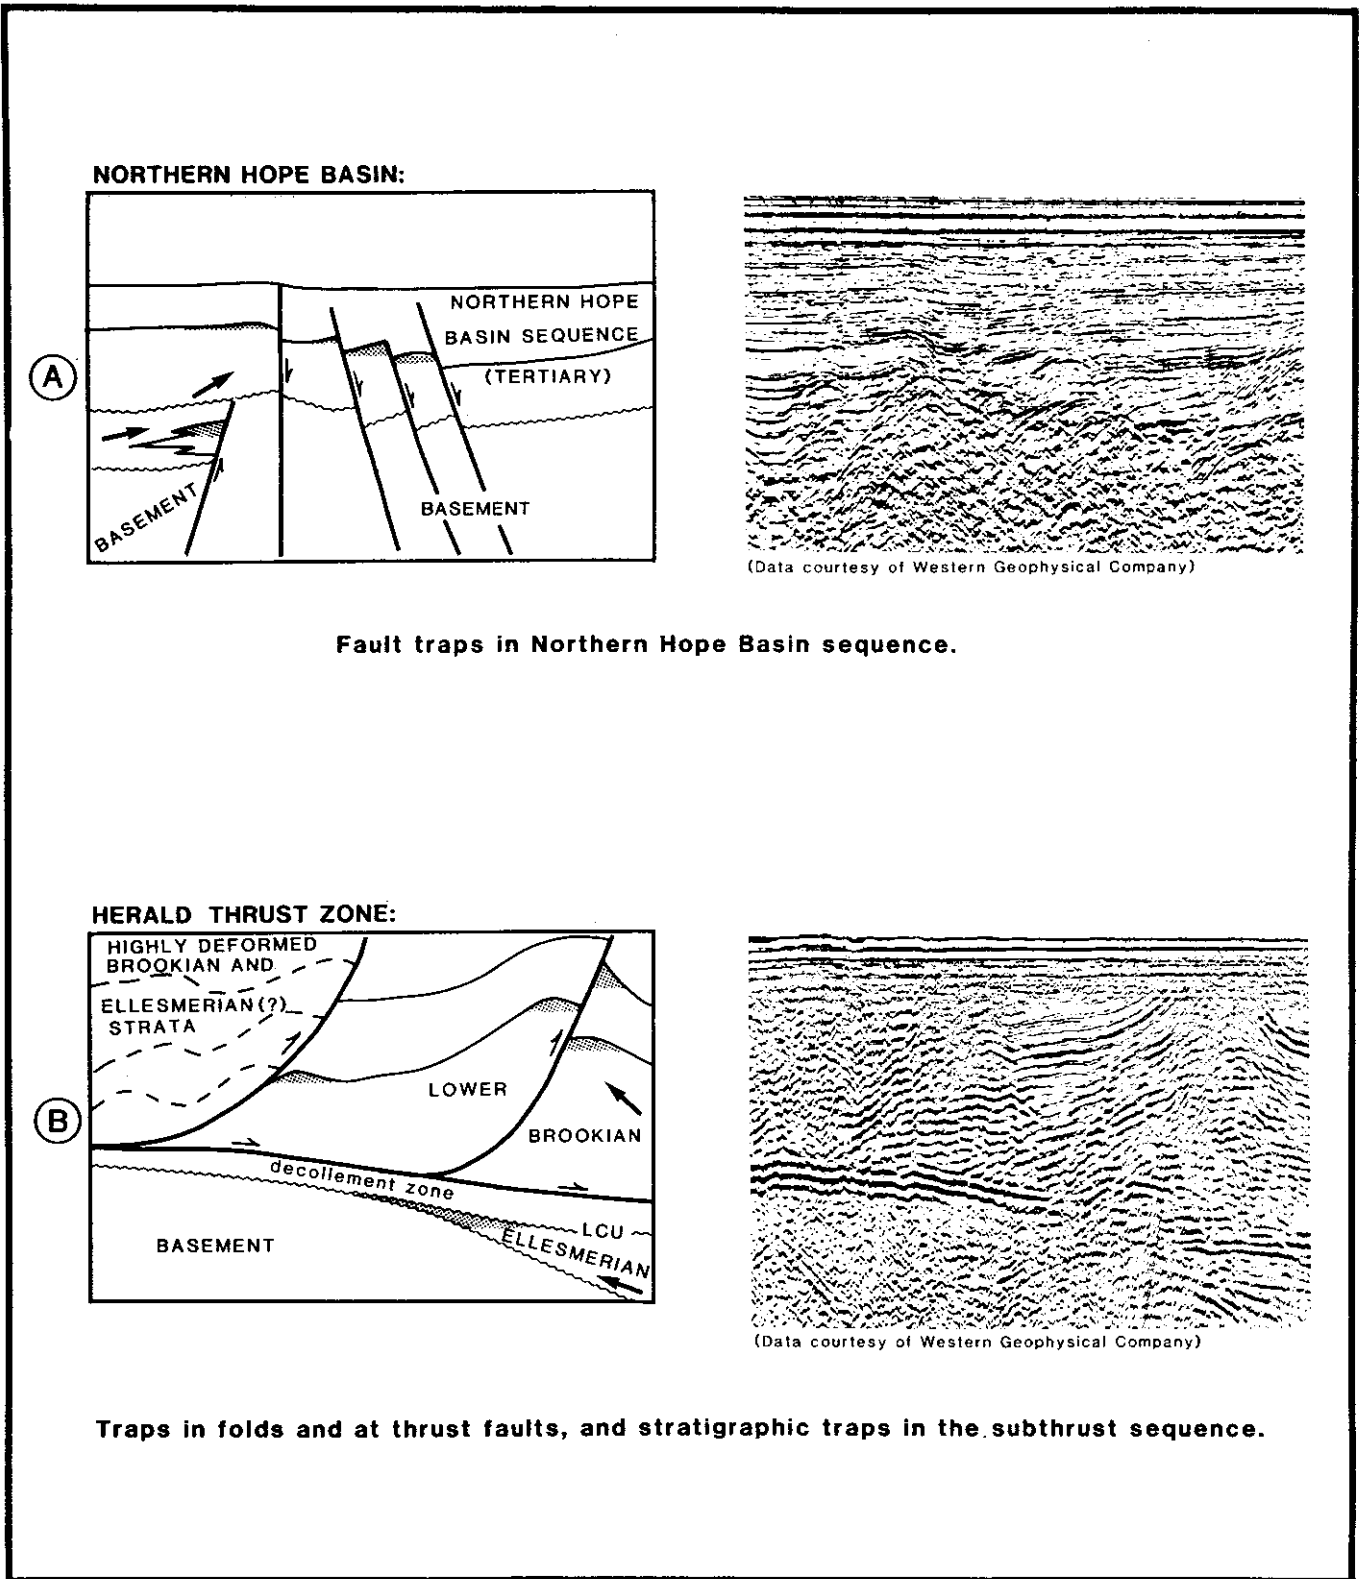 NORTHERN HOPE BASIN:
A
NORTHERN HOPE
BASIN SEQUENCE
(TERTIARY)
BASEMENT
BASEMENT
(Data courtesy of Western Geophysical Company)
Fault traps in Northern Hope Basin sequence.
HERALD THRUST ZONE:
B
HIGHLY DEFORMED
BROOKIAN AND
ELLESMERIAN (?)
STRATA
LOWER
BROOKIAN
decollement zone
LCU
ELLESMERIAN
BASEMENT
(Data courtesy of Western Geophysical Company)
Traps in folds and at thrust faults, and stratigraphic traps in the subthrust sequence.